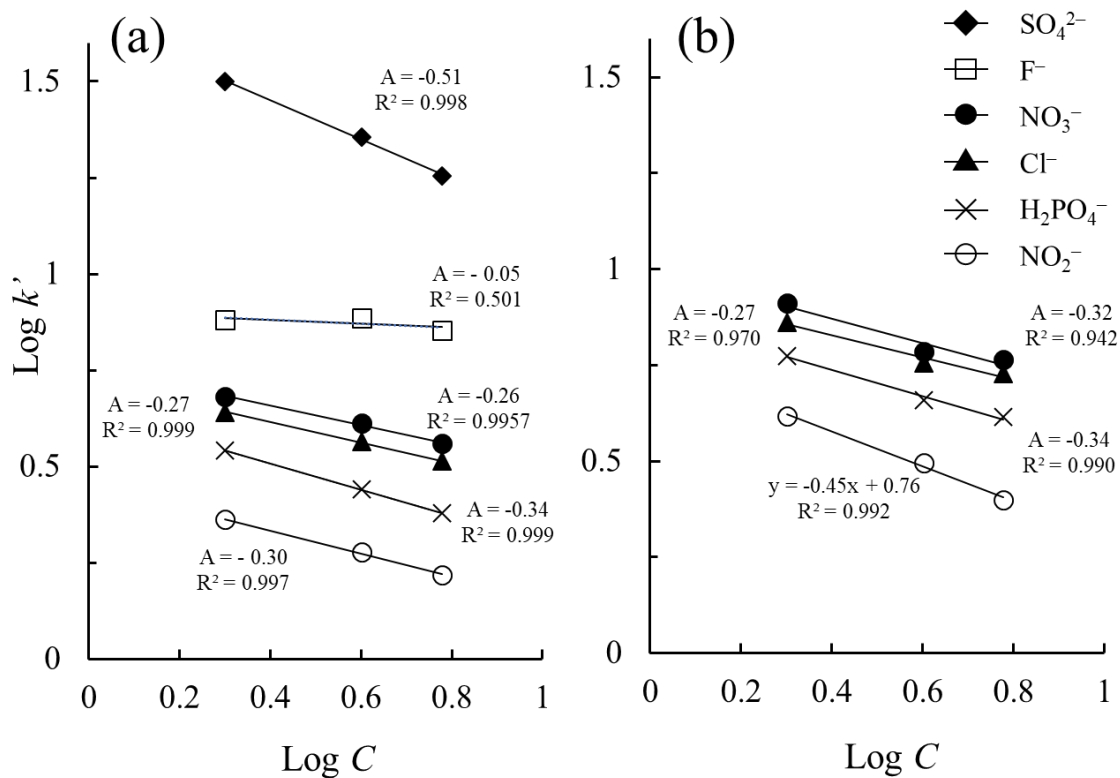 (a)
1.5
1
0.5
0
0
0.2
0.4
0.6
0.8
1
Log k’
Log C
A = -0.51
R² = 0.998
A = - 0.05
R² = 0.501
A = -0.27
R² = 0.999
A = -0.26
R² = 0.9957
A = -0.34
R² = 0.999
A = - 0.30
R² = 0.997
(b)
1.5
1
0.5
0
0
0.2
0.4
0.6
0.8
1
Log C
A = -0.27
R² = 0.970
A = -0.32
R² = 0.942
A = -0.34
R² = 0.990
y = -0.45x + 0.76
R² = 0.992
SO₄²⁻
F⁻
NO₃⁻
Cl⁻
H₂PO₄⁻
NO₂⁻